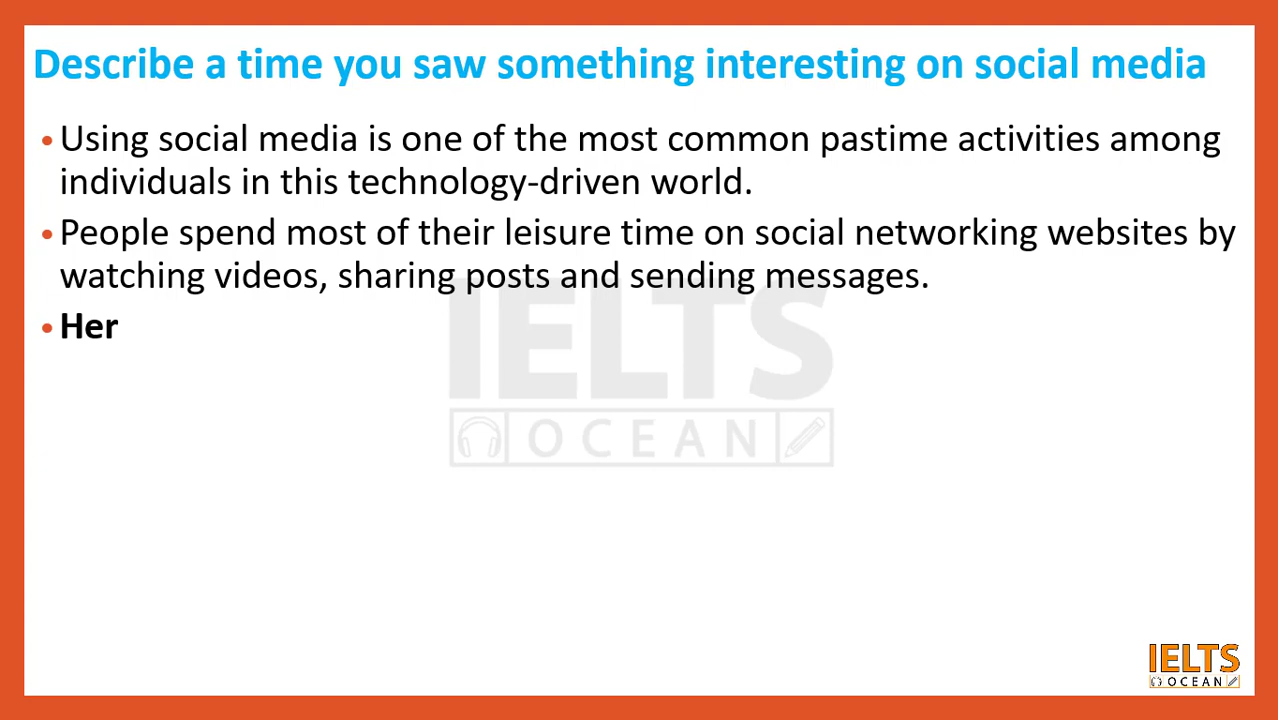 Describe a time you saw something interesting on social media
•Using social media is one of the most common pastime activities among
individuals in this technology-driven world.
•People spend most of their leisure time on social networking websites by
watching videos, sharing posts and sending messages.
•Her
IELTS
OCEAN
IELTS
OCEAN